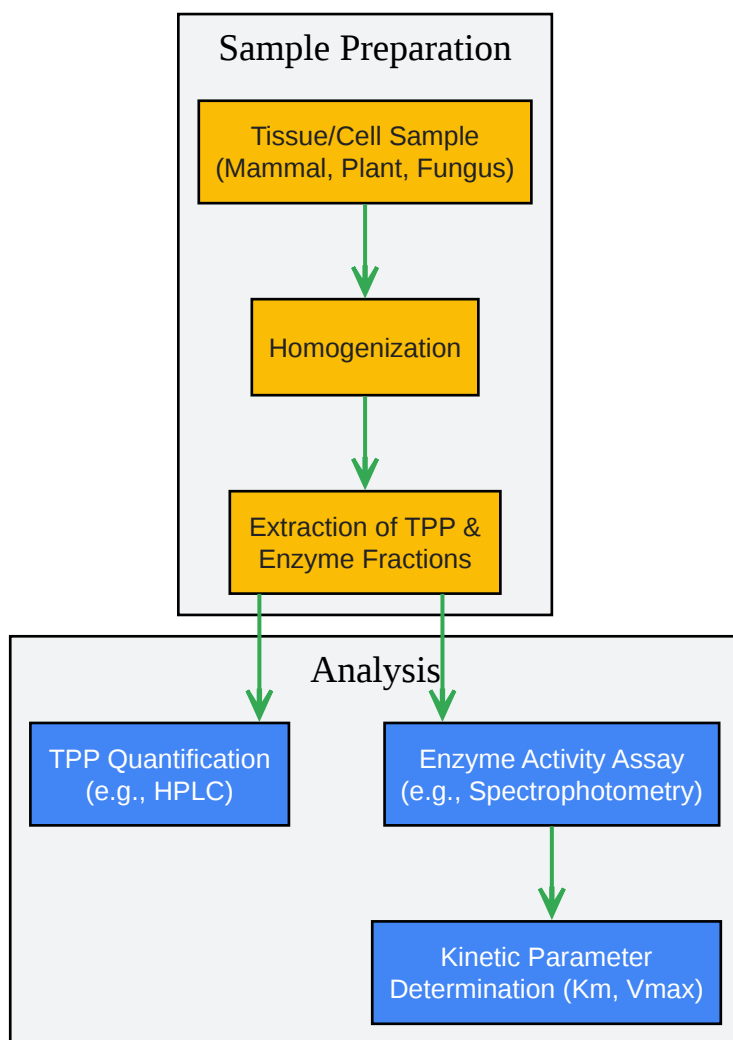 Sample Preparation
Tissue/Cell Sample
(Mammal, Plant, Fungus)
Homogenization
Extraction of TPP &
Enzyme Fractions
Analysis
TPP Quantification
(e.g., HPLC)
Enzyme Activity Assay
(e.g., Spectrophotometry)
Kinetic Parameter
Determination (Km, Vmax)